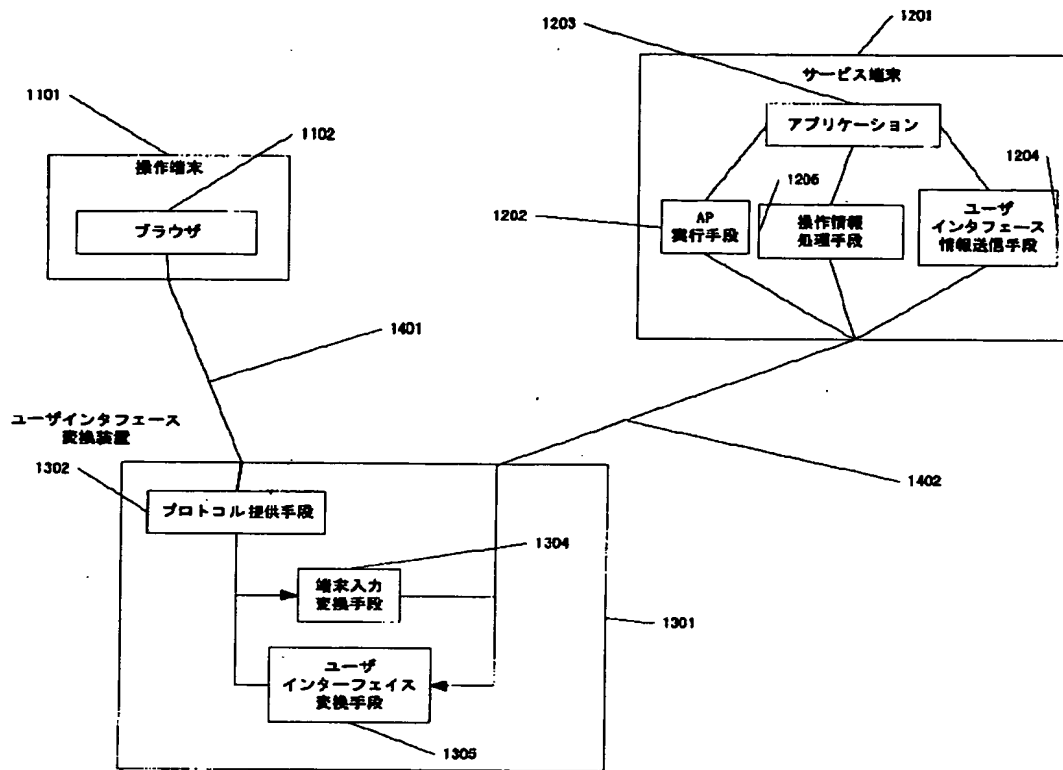 1203
1201
サービス端末
アプリケーション
1101
1102
操作端末
ブラウザ
1204
1205
1202
AP
実行手段
操作情報
処理手段
ユーザ
インタフェース
情報送信手段
1401
ユーザインタフェース
変換装置
1402
1302
プロトコル提供手段
1304
端末入力
変換手段
1301
ユーザ
インターフェイス
変換手段
1305